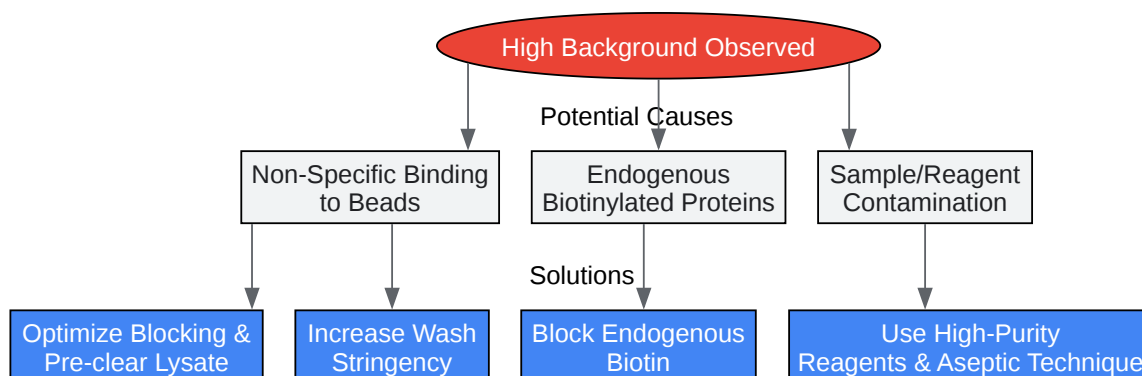 High Background Observed
Potential Causes
Non-Specific Binding
to Beads
Endogenous
Biotinylated Proteins
Sample/Reagent
Contamination
Solutions
Optimize Blocking &
Pre-clear Lysate
Increase Wash
Stringency
Block Endogenous
Biotin
Use High-Purity
Reagents & Aseptic Technique